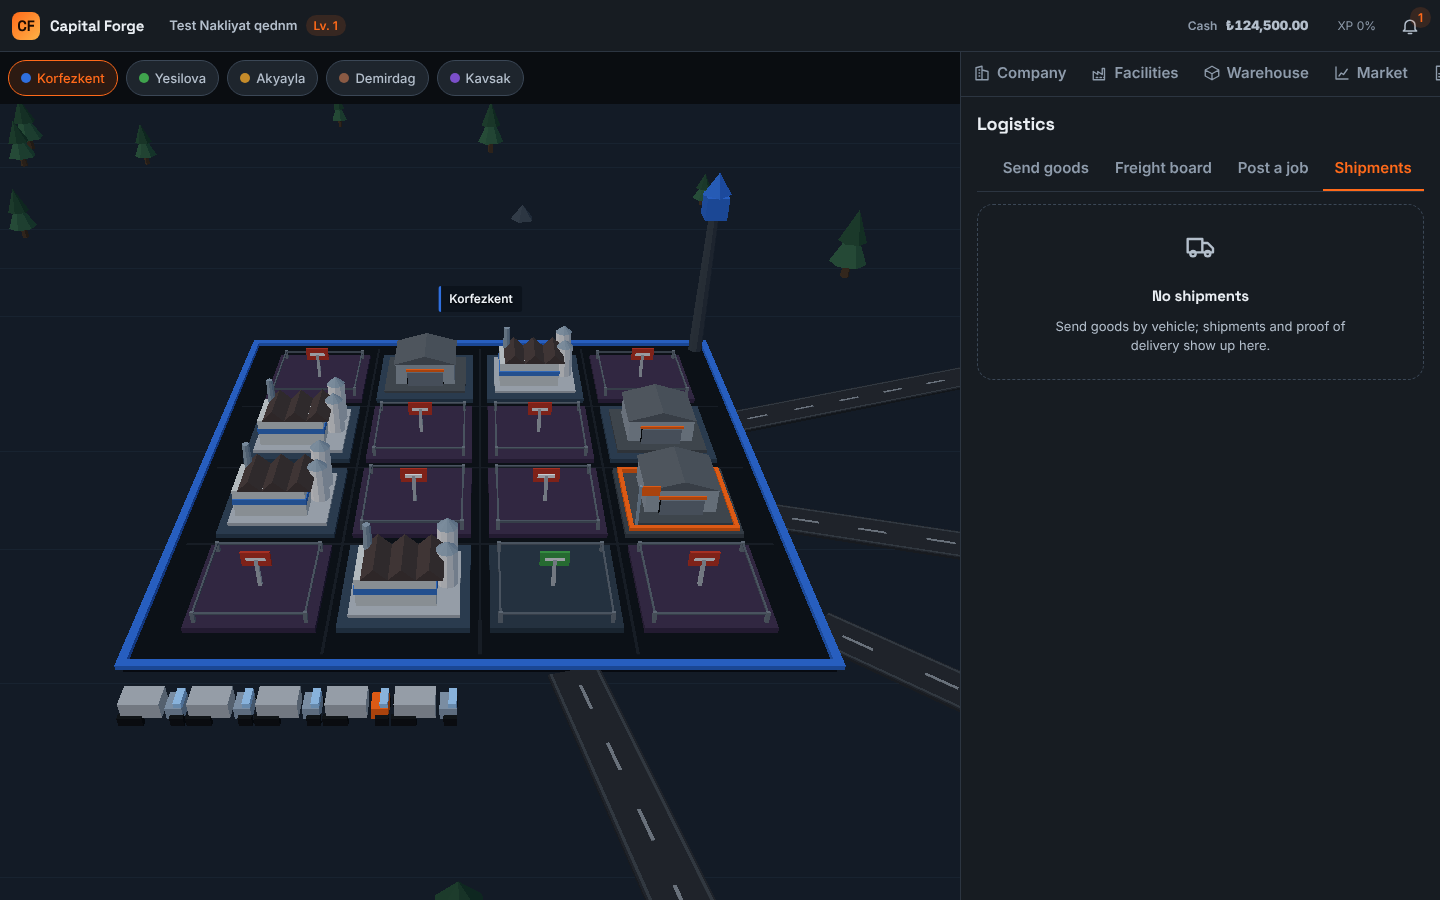 CF Capital Forge Test Nakliyat qednm Lv. 1 Cash ₺124,500.00 XP 0% 1
Korfezkent Yesilova Akyayla Demirdag Kavsak
Company Facilities Warehouse Market
Logistics
Send goods Freight board Post a job Shipments
No shipments
Send goods by vehicle; shipments and proof of
delivery show up here.
Korfezkent